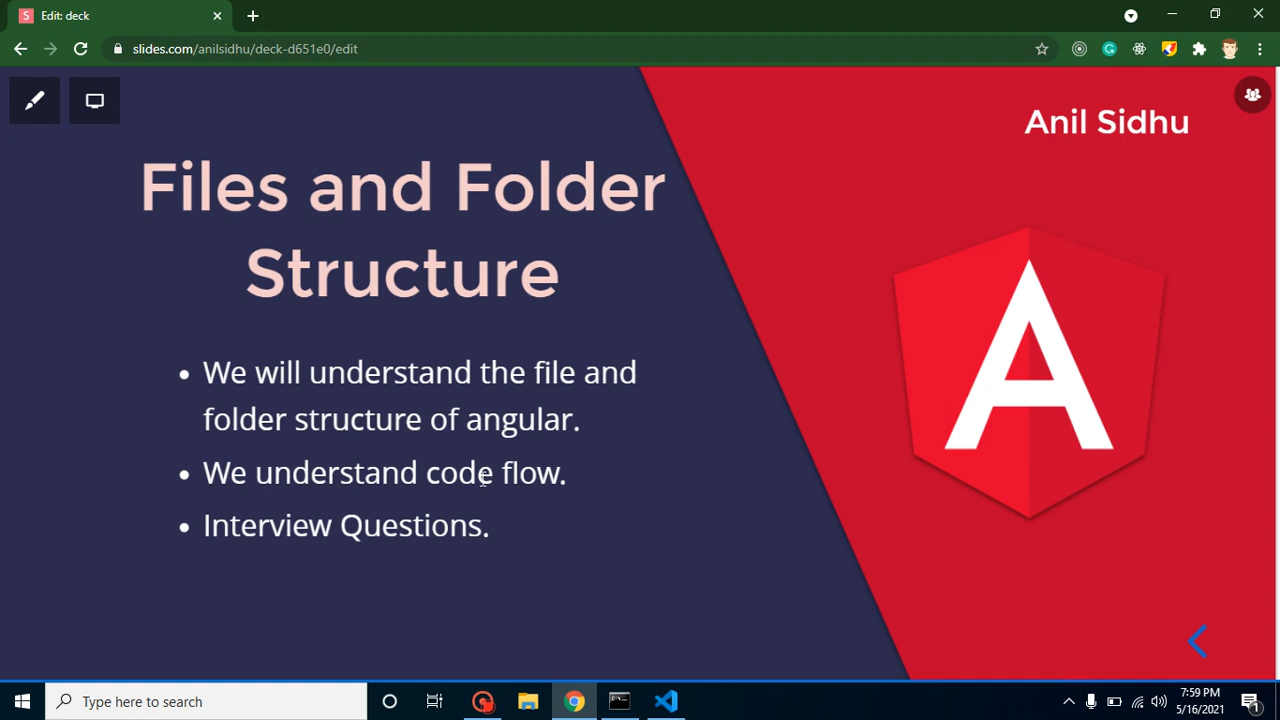 Edit: deck
slides.com/anilsidhu/deck-d651e0/edit
Anil Sidhu
Files and Folder
Structure
• We will understand the file and
folder structure of angular.
• We understand code flow.
• Interview Questions.
Type here to search
7:59 PM
5/16/2021